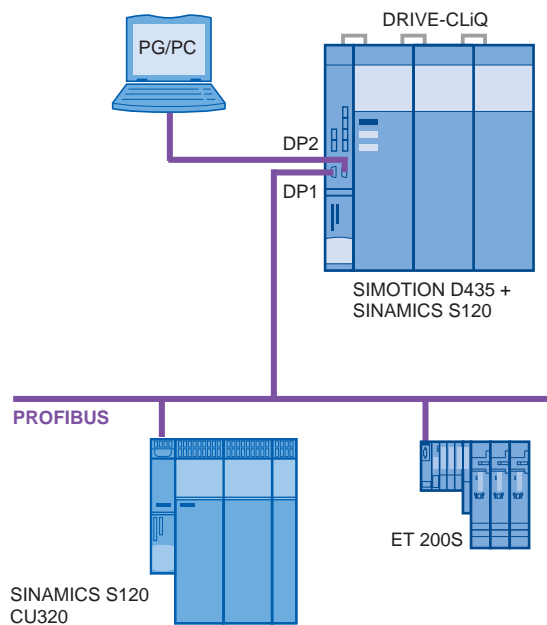 DRIVE-CLiQ
PG/PC
DP2
DP1
SIMOTION D435 +
SINAMICS S120
PROFIBUS
ET 200S
SINAMICS S120
CU320